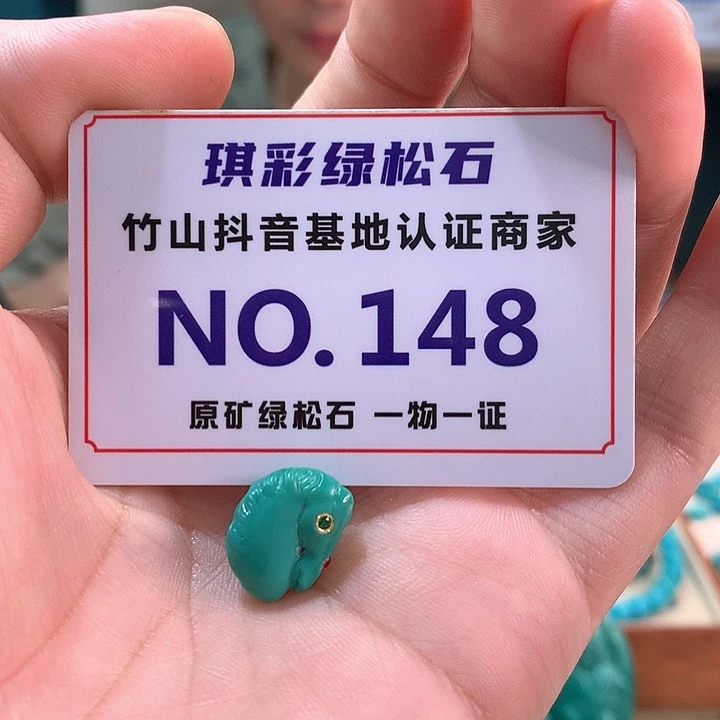 琪彩绿松石
竹山抖音基地认证商家
NO.148
原矿绿松石 一物一证